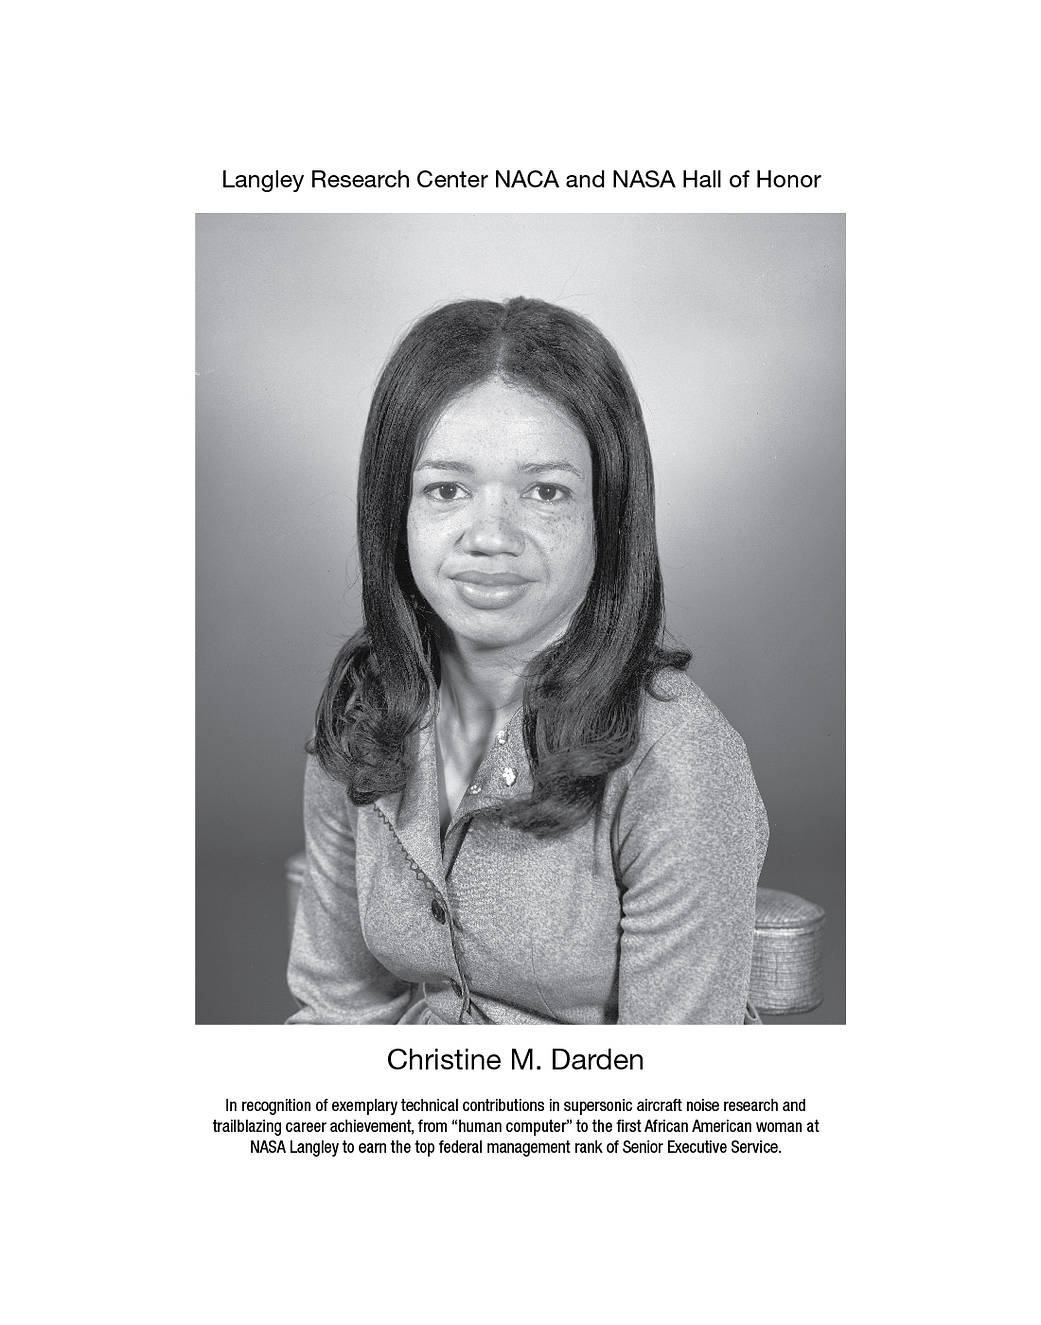 Langley Research Center NACA and NASA Hall of Honor
Christine M. Darden
In recognition of exemplary technical contributions in supersonic aircraft noise research and
trailblazing career achievement, from “human computer” to the first African American woman at
NASA Langley to earn the top federal management rank of Senior Executive Service.